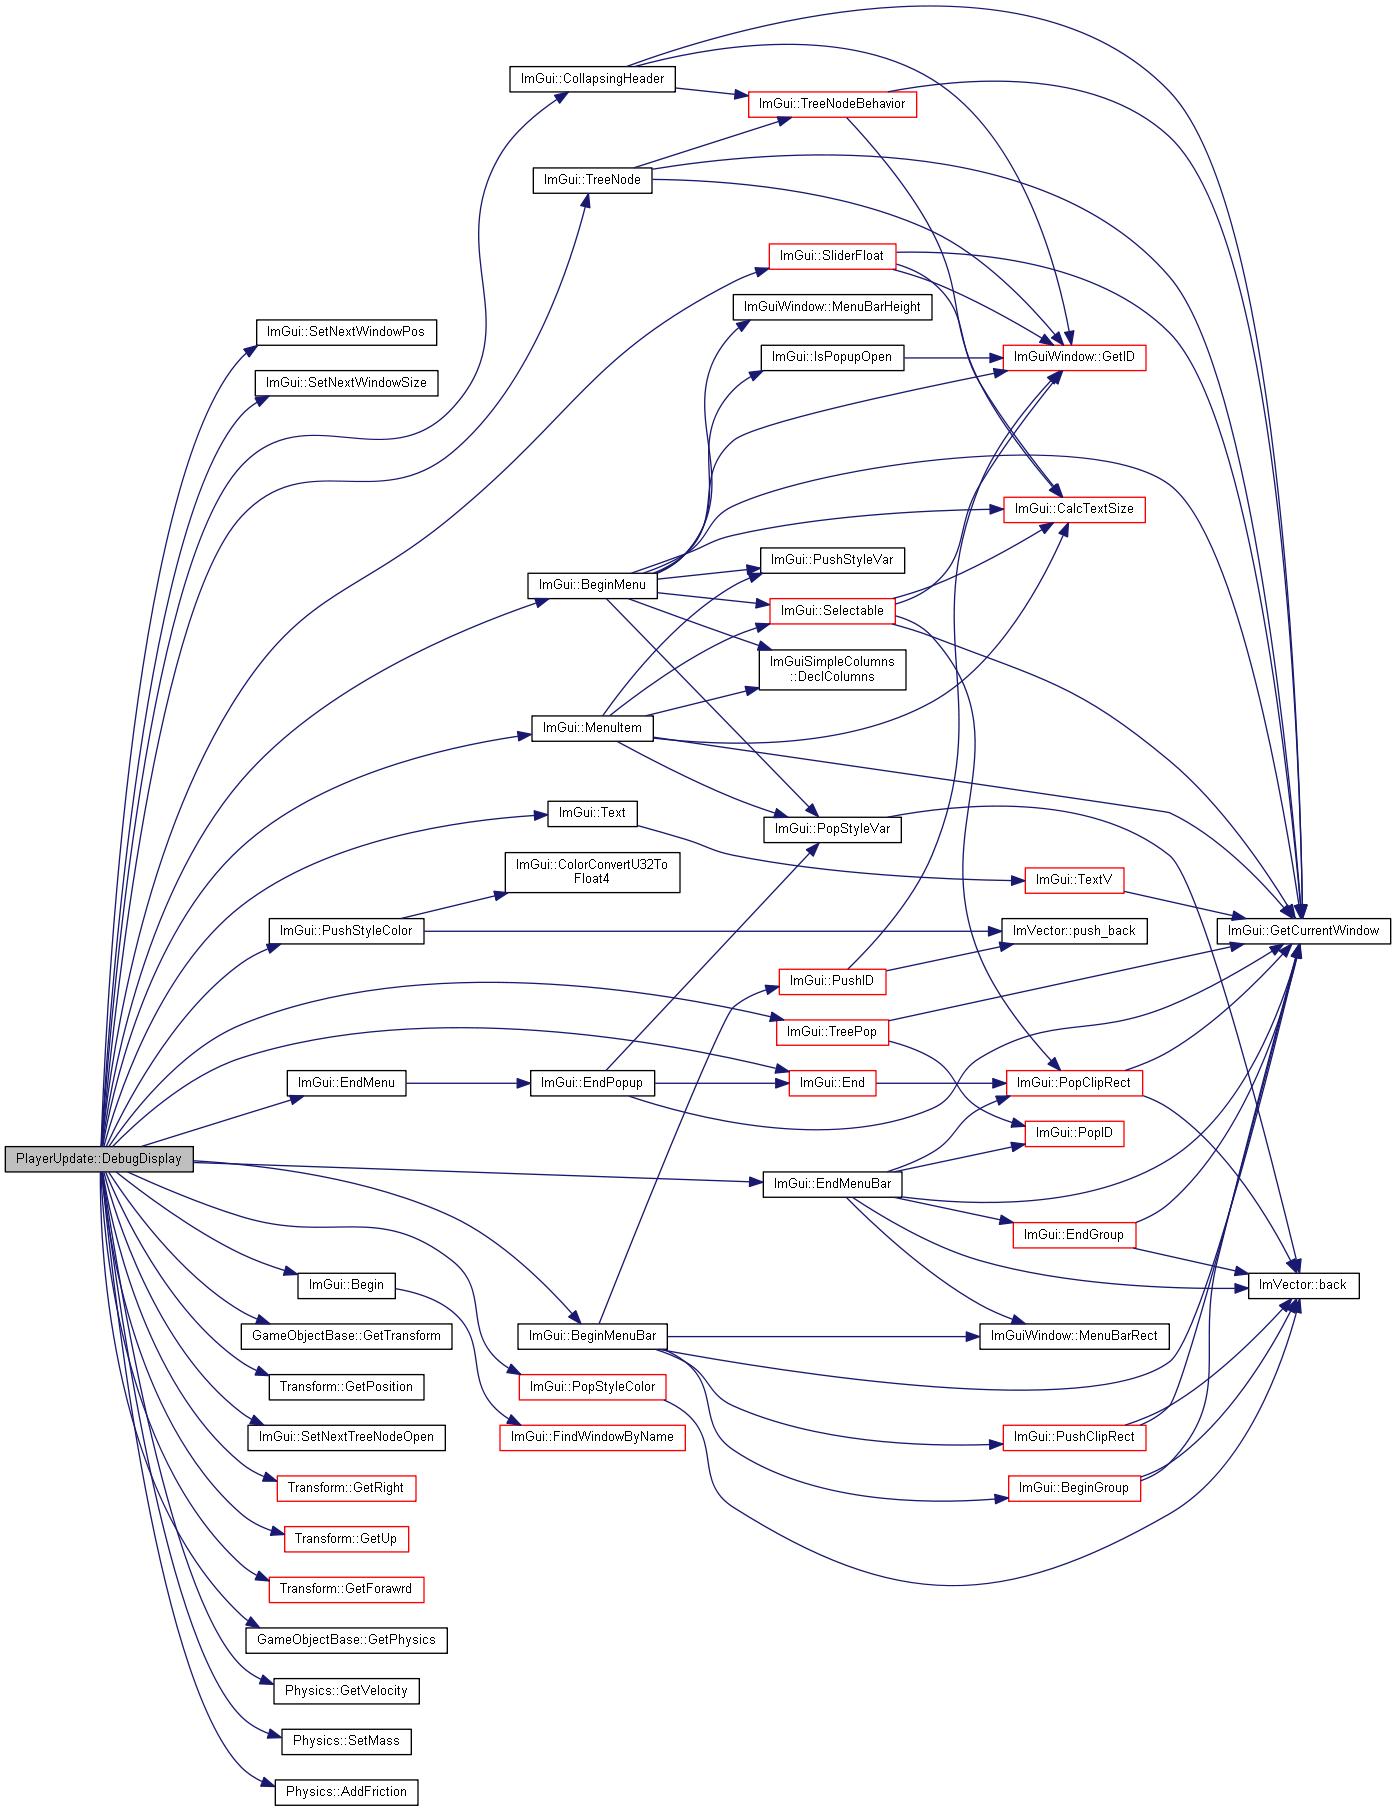 ImGui::CollapsingHeader
ImGui::TreeNodeBehavior
ImGui::TreeNode
ImGui::SliderFloat
ImGuiWindow::MenuBarHeight
ImGui::SetNextWindowPos
ImGui::IsPopupOpen
ImGuiWindow::GetID
ImGui::SetNextWindowSize
ImGui::CalcTextSize
ImGui::PushStyleVar
ImGui::BeginMenu
ImGui::Selectable
ImGuiSimpleColumns
::DeclColumns
ImGui::MenuItem
ImGui::Text
ImGui::PopStyleVar
ImGui::ColorConvertU32To
Float4
ImGui::TextV
ImGui::PushStyleColor
ImVector::push_back
ImGui::GetCurrentWindow
ImGui::PushID
ImGui::TreePop
ImGui::EndMenu
ImGui::EndPopup
ImGui::End
ImGui::PopClipRect
ImGui::PopID
PlayerUpdate::DebugDisplay
ImGui::EndMenuBar
ImGui::EndGroup
ImGui::Begin
ImVector::back
GameObjectBase::GetTransform
ImGui::BeginMenuBar
ImGuiWindow::MenuBarRect
Transform::GetPosition
ImGui::PopStyleColor
ImGui::SetNextTreeNodeOpen
ImGui::FindWindowByName
ImGui::PushClipRect
Transform::GetRight
ImGui::BeginGroup
Transform::GetUp
Transform::GetForawrd
GameObjectBase::GetPhysics
Physics::GetVelocity
Physics::SetMass
Physics::AddFriction